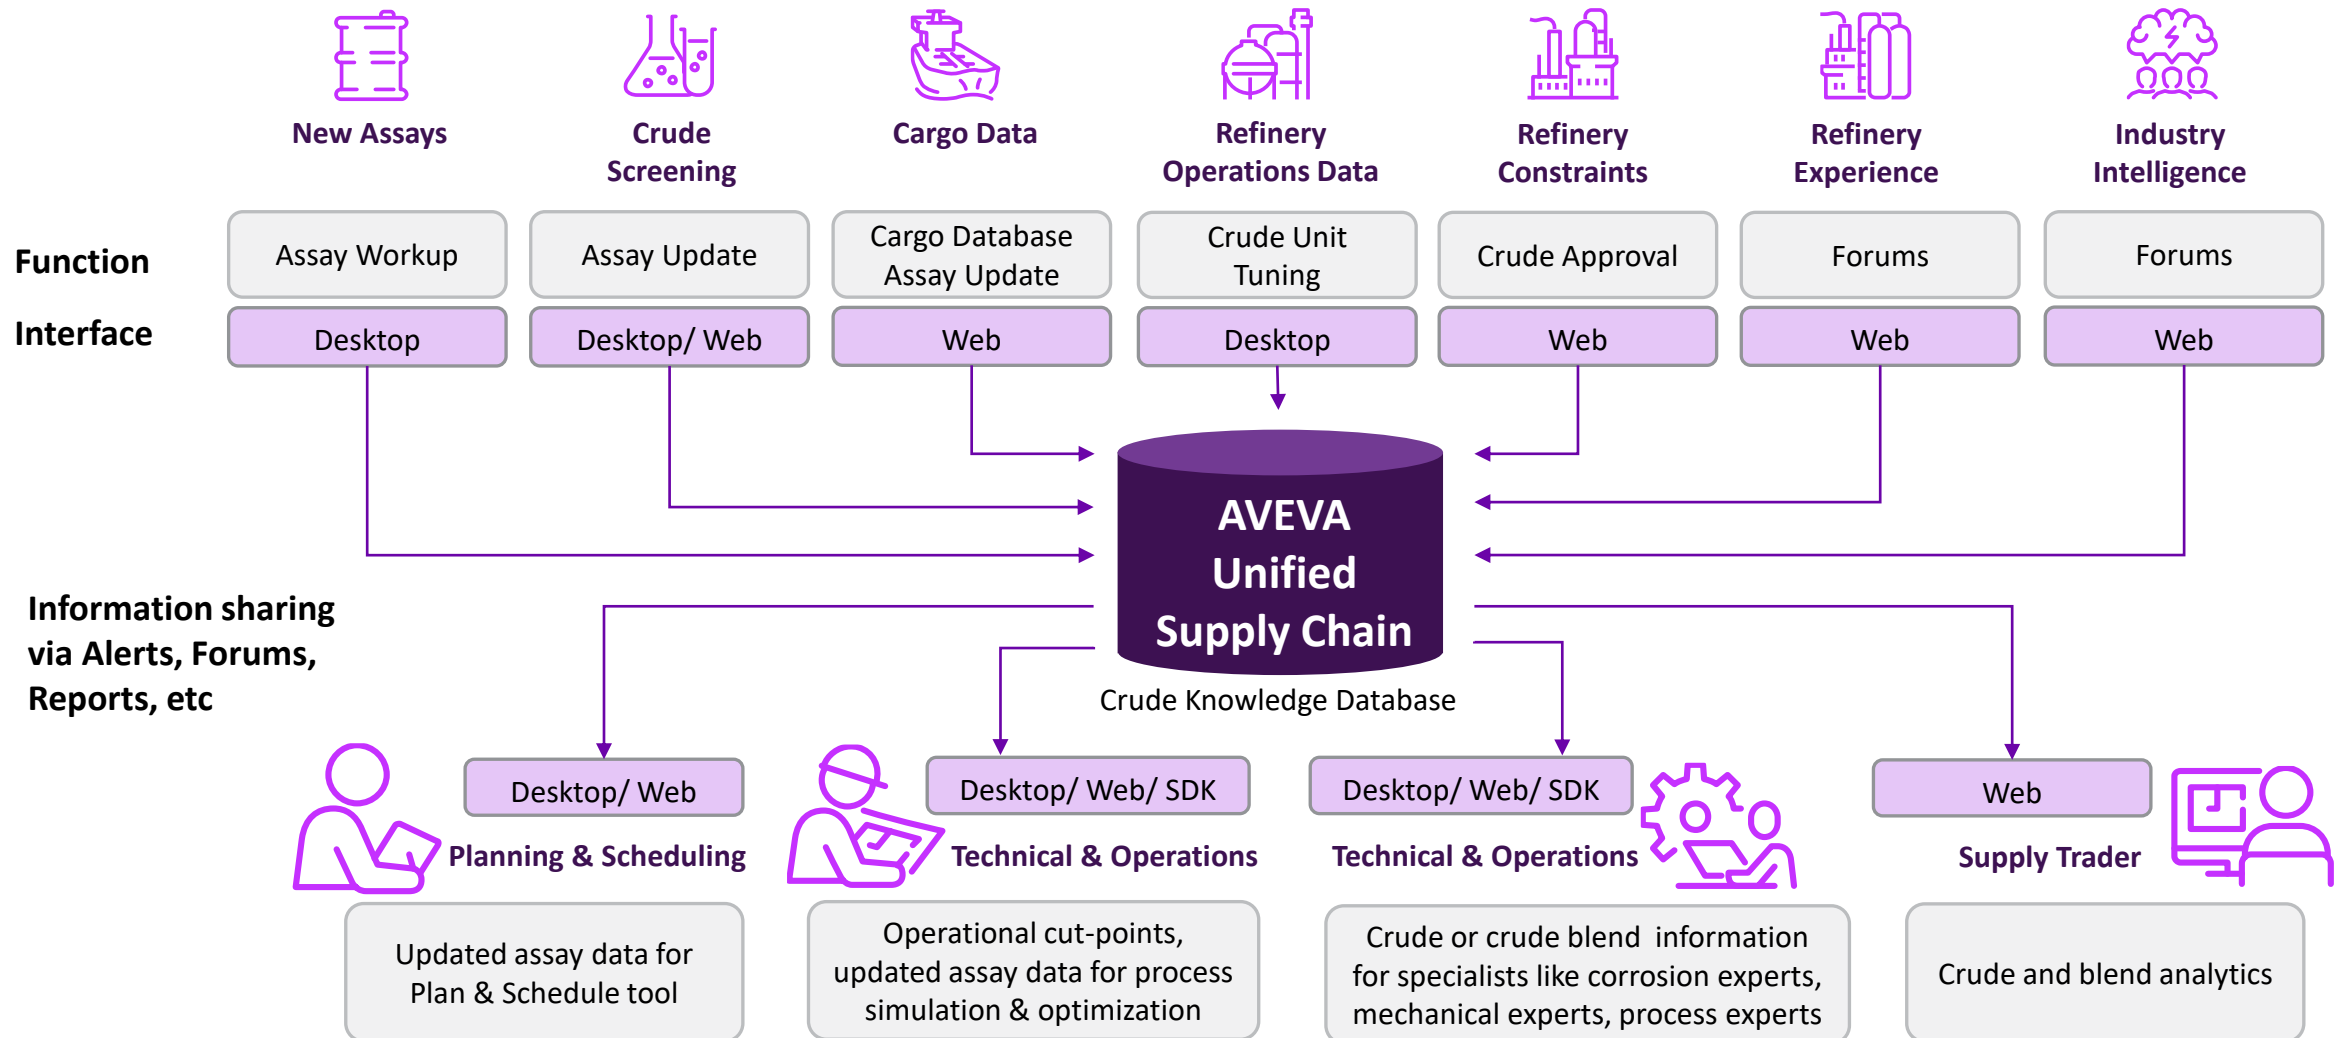 New Assays
Crude
Screening
Cargo Data
Refinery
Operations Data
Refinery
Constraints
Refinery
Experience
Industry
Intelligence
Function
Assay Workup
Assay Update
Cargo Database
Assay Update
Crude Unit
Tuning
Crude Approval
Forums
Forums
Interface
Desktop
Desktop/ Web
Web
Desktop
Web
Web
Web
AVEVA
Unified
Supply Chain
Crude Knowledge Database
Information sharing
via Alerts, Forums,
Reports, etc
Desktop/ Web
Planning & Scheduling
Updated assay data for
Plan & Schedule tool
Desktop/ Web/ SDK
Technical & Operations
Operational cut-points,
updated assay data for process
simulation & optimization
Desktop/ Web/ SDK
Technical & Operations
Crude or crude blend  information
for specialists like corrosion experts,
mechanical experts, process experts
Web
Supply Trader
Crude and blend analytics